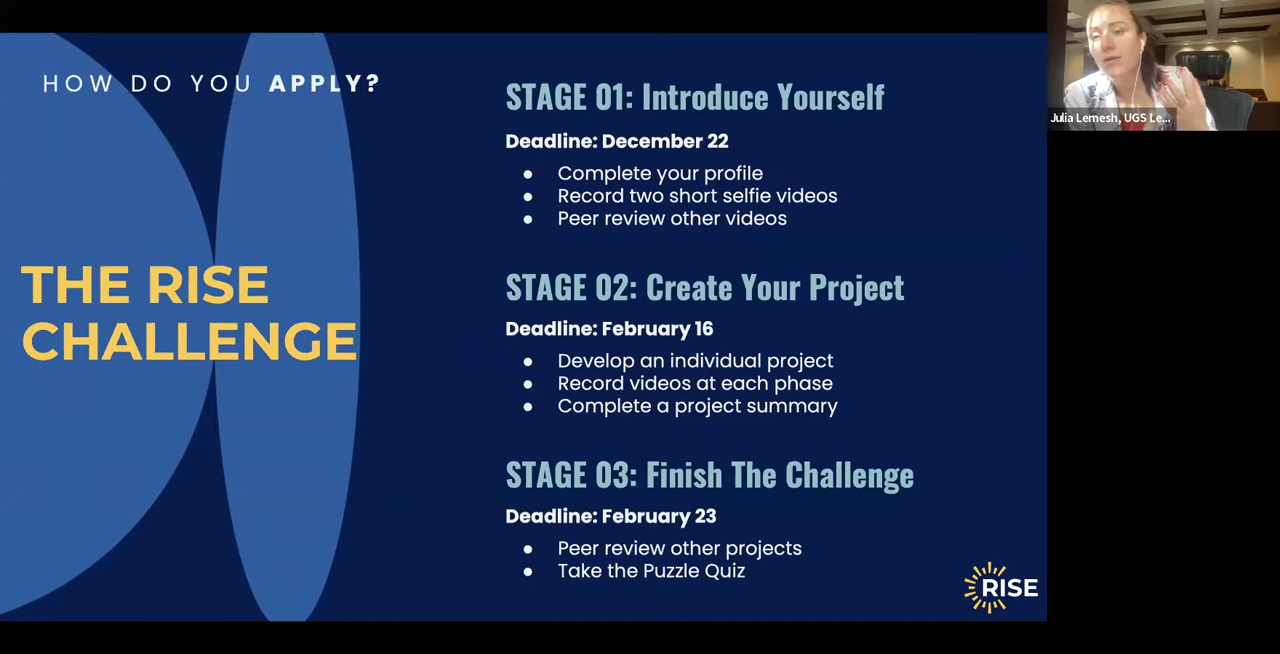 HOW DO YOU APPLY?
THE RISE
CHALLENGE
STAGE 01: Introduce Yourself
Deadline: December 22
● Complete your profile
● Record two short selfie videos
● Peer review other videos
STAGE 02: Create Your Project
Deadline: February 16
● Develop an individual project
● Record videos at each phase
● Complete a project summary
STAGE 03: Finish The Challenge
Deadline: February 23
● Peer review other projects
● Take the Puzzle Quiz
RISE
Julia Lemesh, UGS Le...